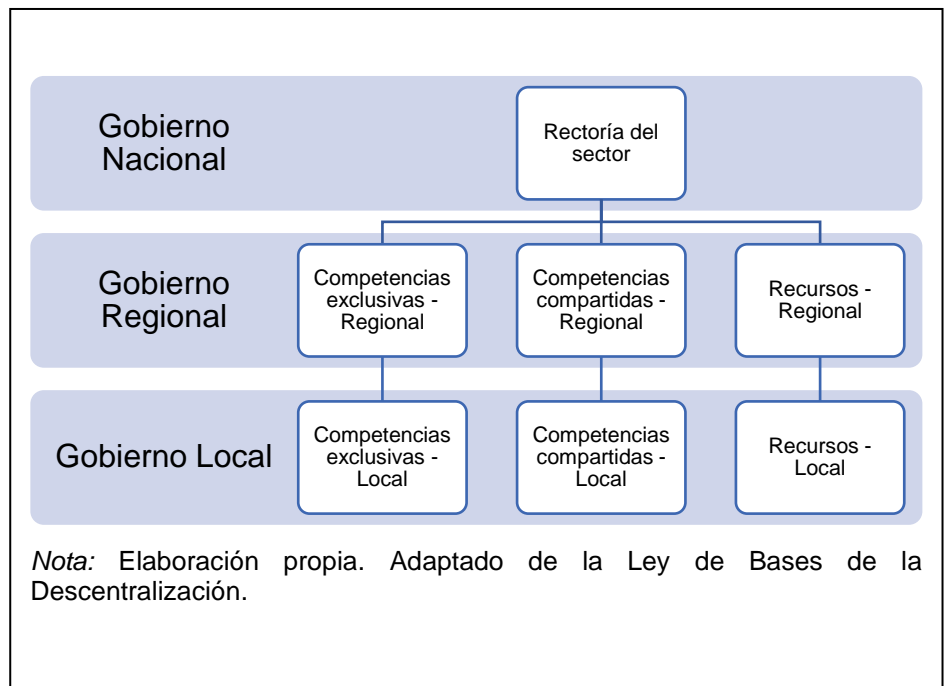 Gobierno
Nacional
Rectoría del
sector
Gobierno
Regional
Competencias
exclusivas -
Regional
Competencias
compartidas -
Regional
Recursos -
Regional
Gobierno Local
Competencias
exclusivas -
Local
Competencias
compartidas -
Local
Recursos -
Local
Nota: Elaboración propia. Adaptado de la Ley de Bases de la
Descentralización.